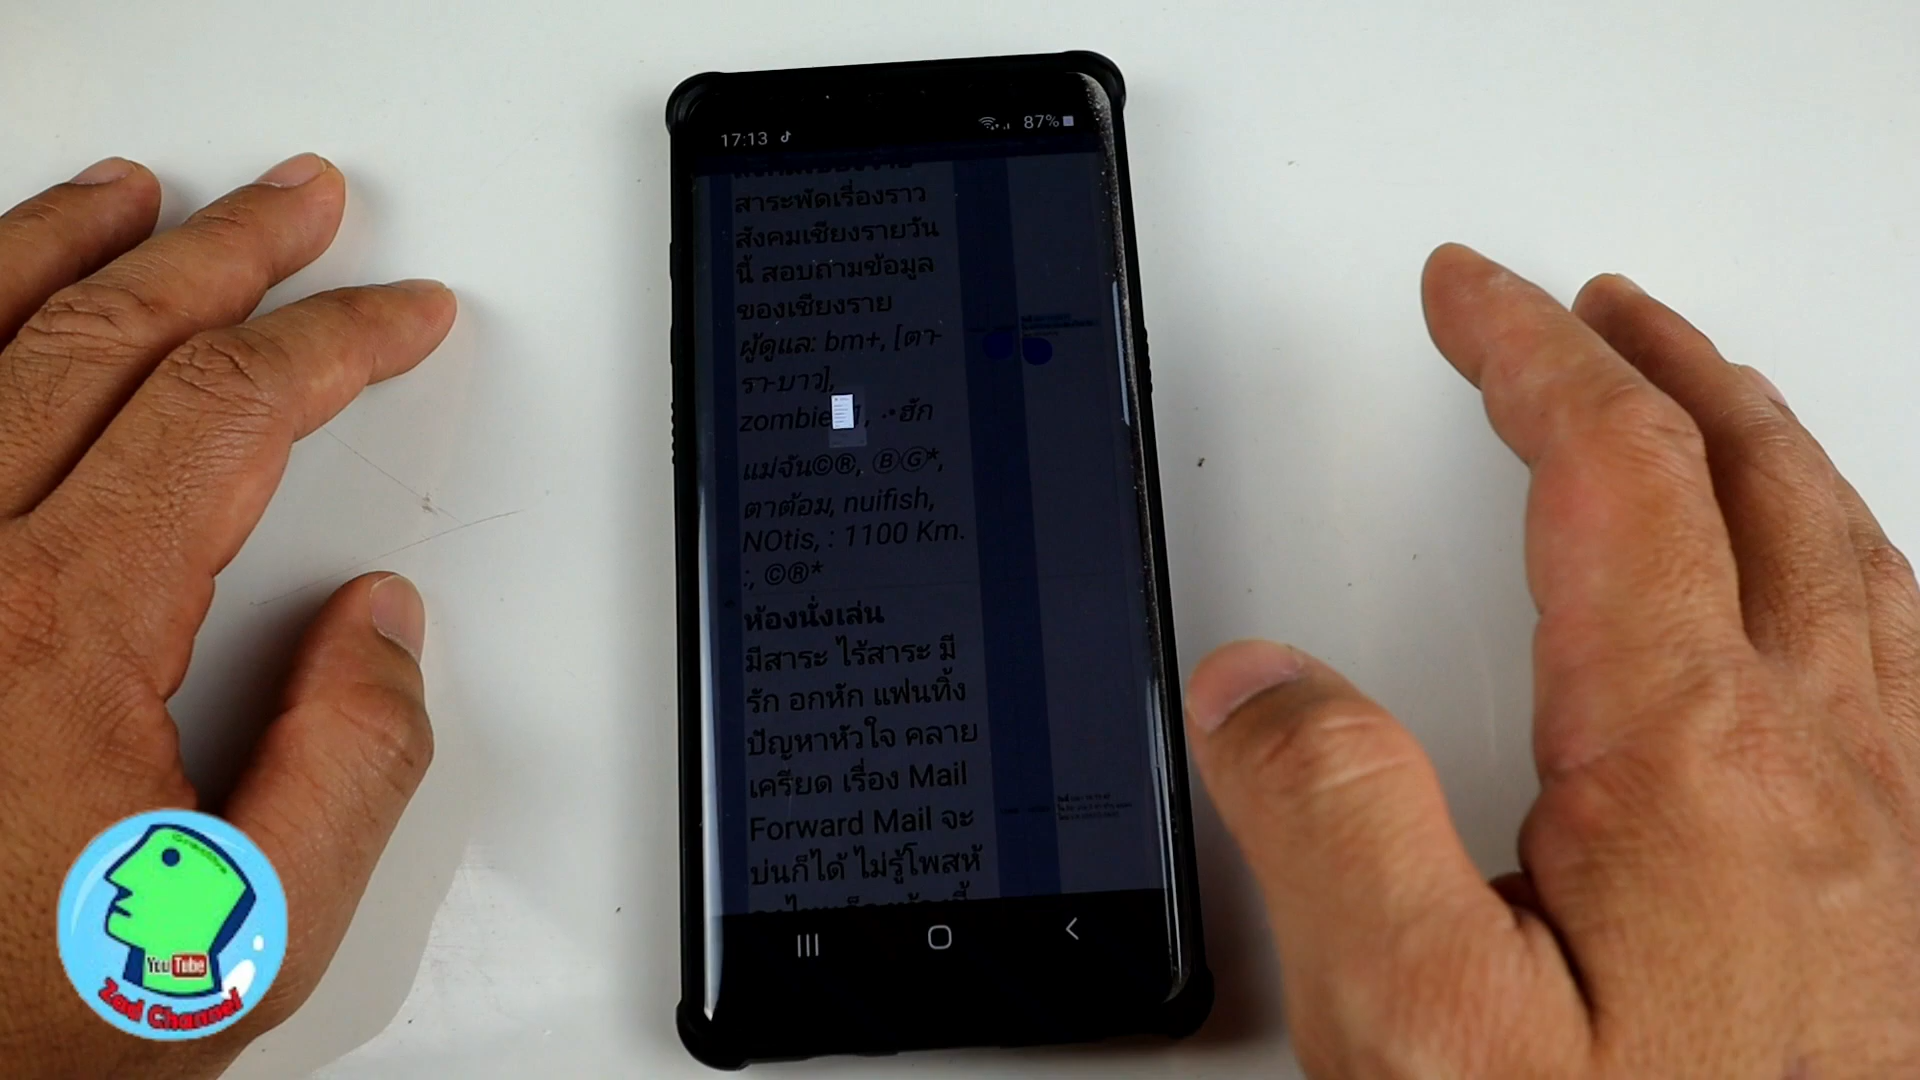 17:13
87%
สาระพัดเรื่องราว
สังคมเชียงรายวัน
นี้ สอบถามข้อมูล
ของเชียงราย
ผู้ดูแล: bm+, [ตา-
รา-บาว],
zombie , .•ฮัก
แม่จัน©®, ⒷⒼ*,
ตาต้อม, nuifish,
NOtis, : 1100 Km.
:, ©®*
ห้องนั่งเล่น
มีสาระ ไร้สาระ มี
รัก อกหัก แฟนทิ้ง
ปัญหาหัวใจ คลาย
เครียด เรื่อง Mail
Forward Mail จะ
บ่นก็ได้ ไม่รู้โพสห้
YouTube
Zad Channel